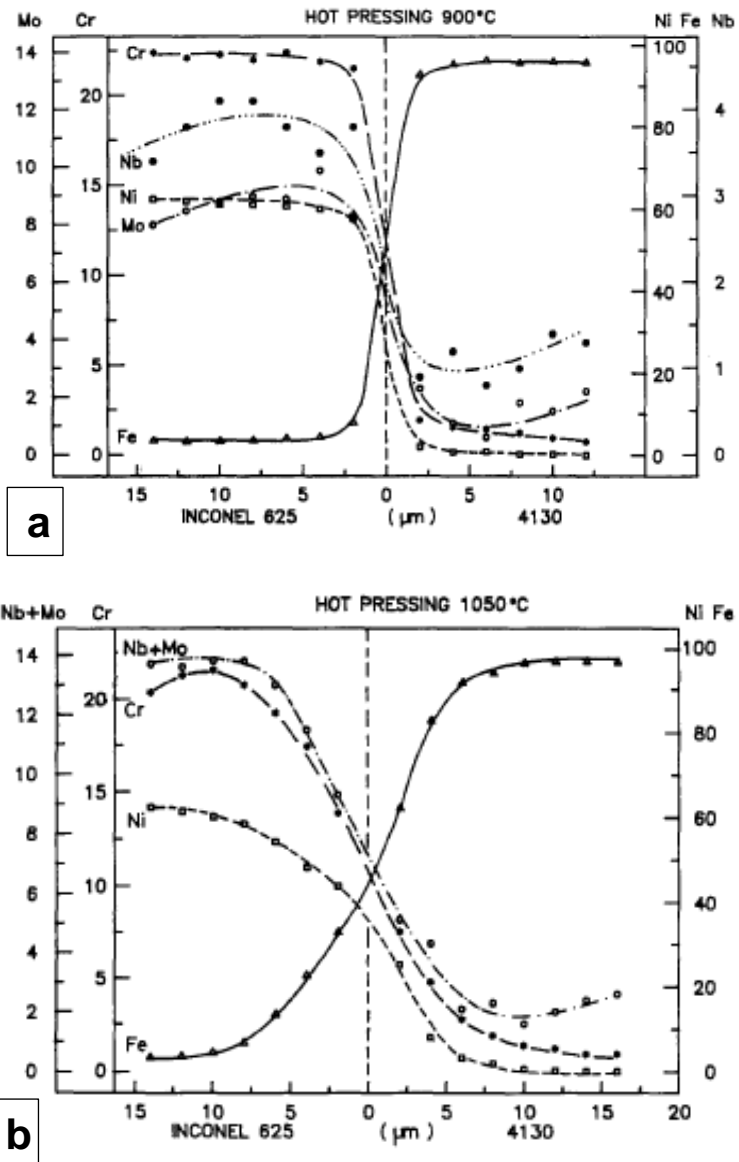 HOT PRESSING 900°C
Mo Cr Ni Fe Nb
14 100
20 4
12
80
Cr
10
Nb
15 3
8 Ni 60
Mo
6 10 2
40
4
5 1
2 20
Fe
0 0 0 0
15 10 5 0 5 10
INCONEL 625 (μm) 4130
a
HOT PRESSING 1050°C
Nb+Mo Cr Ni Fe
Nb+Mo
14 100
20
12 Cr
80
10
15
Ni
8 60
6 10
40
4
5
2 20
Fe
0 0 0
15 10 5 0 5 10 15 20
INCONEL 625 (μm) 4130
b